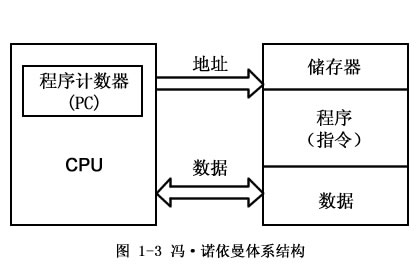 程序计数器
(PC)
CPU
地址
数据
储存器
程序
（指令）
数据
图 1-3 冯·诺依曼体系结构